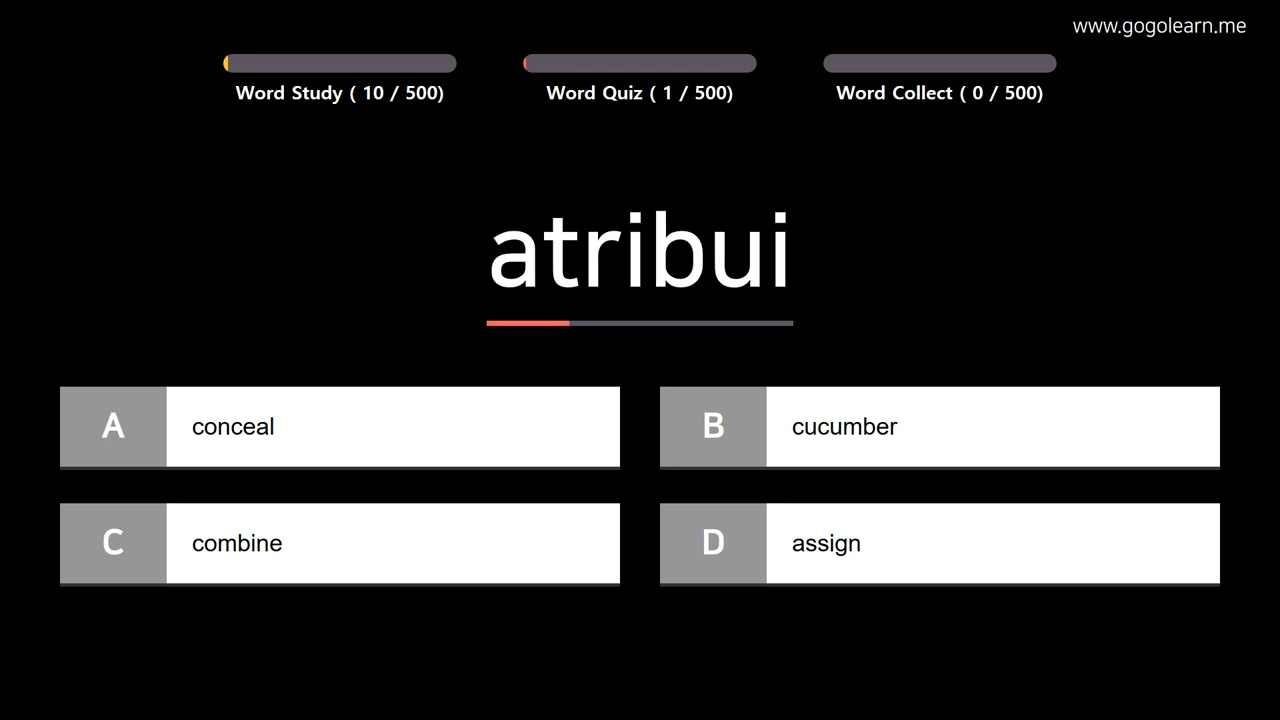 www.gogolearn.me
Word Study ( 10 / 500)
Word Quiz ( 1 / 500)
Word Collect ( 0 / 500)
atribui
A conceal
B cucumber
C combine
D assign